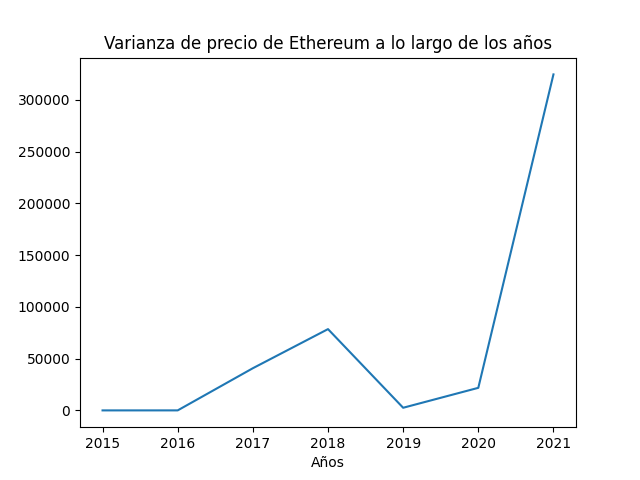 Varianza de precio de Ethereum a lo largo de los años
300000
250000
200000
150000
100000
50000
0
2015 2016 2017 2018 2019 2020 2021
Años